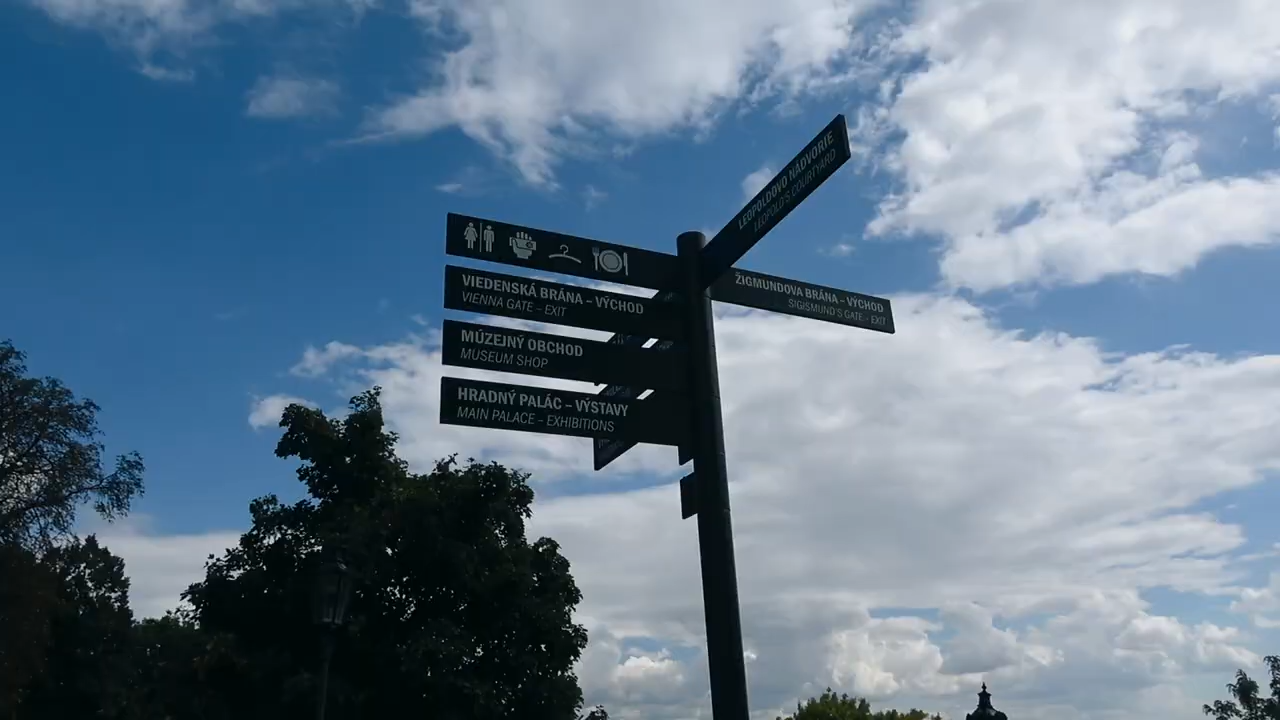 LEOPOLDOVO NÁDVORIE
LEOPOLD'S COURTYARD
ŽIGMUNDOVA BRÁNA – VÝCHOD
SIGISMUND'S GATE – EXIT
VIEDENSKÁ BRÁNA – VÝCHOD
VIENNA GATE – EXIT
MÚZEJNÝ OBCHOD
MUSEUM SHOP
HRADNÝ PALÁC – VÝSTAVY
MAIN PALACE – EXHIBITIONS